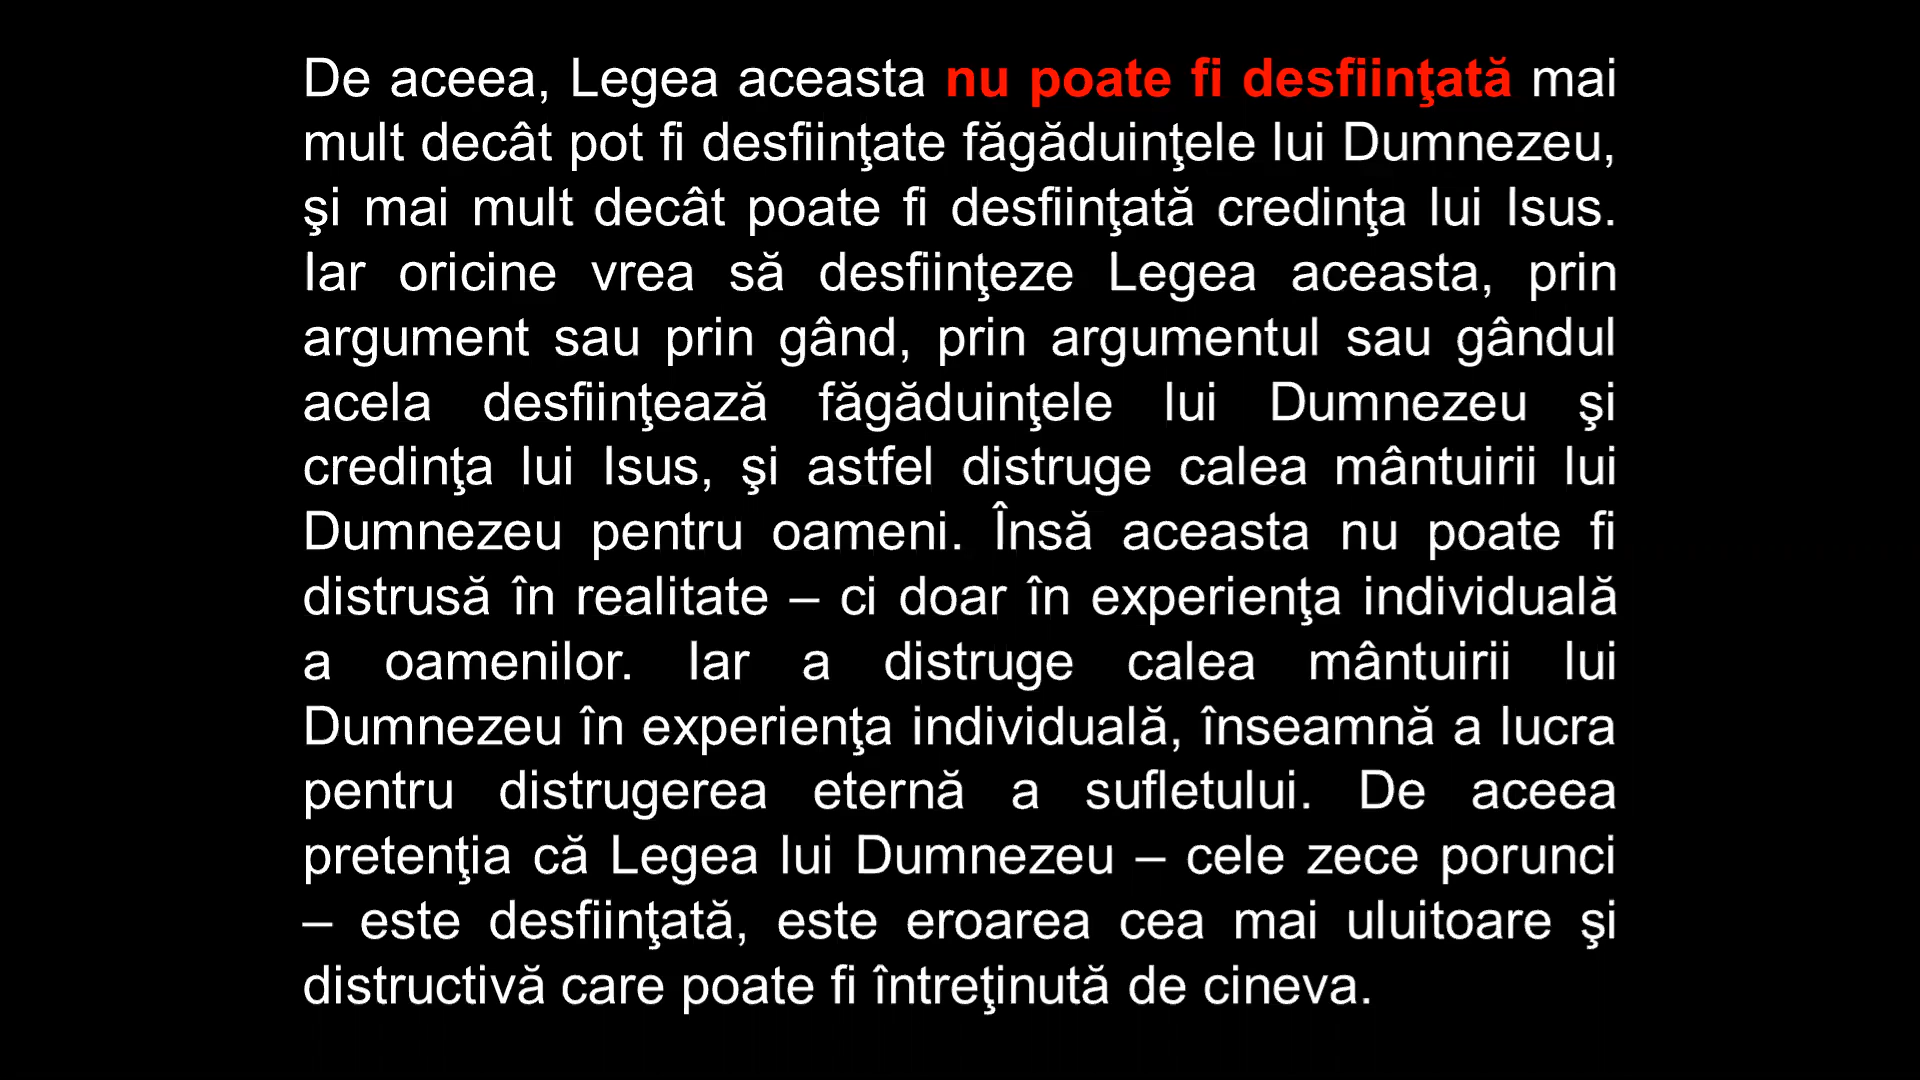 De aceea, Legea aceasta nu poate fi desfiinţată mai
mult decât pot fi desfiinţate făgăduinţele lui Dumnezeu,
şi mai mult decât poate fi desfiinţată credinţa lui Isus.
Iar oricine vrea să desfiinţeze Legea aceasta, prin
argument sau prin gând, prin argumentul sau gândul
acela desfiinţează făgăduinţele lui Dumnezeu şi
credinţa lui Isus, şi astfel distruge calea mântuirii lui
Dumnezeu pentru oameni. Însă aceasta nu poate fi
distrusă în realitate – ci doar în experienţa individuală
a oamenilor. Iar a distruge calea mântuirii lui
Dumnezeu în experienţa individuală, înseamnă a lucra
pentru distrugerea eternă a sufletului. De aceea
pretenţia că Legea lui Dumnezeu – cele zece porunci
– este desfiinţată, este eroarea cea mai uluitoare şi
distructivă care poate fi întreţinută de cineva.